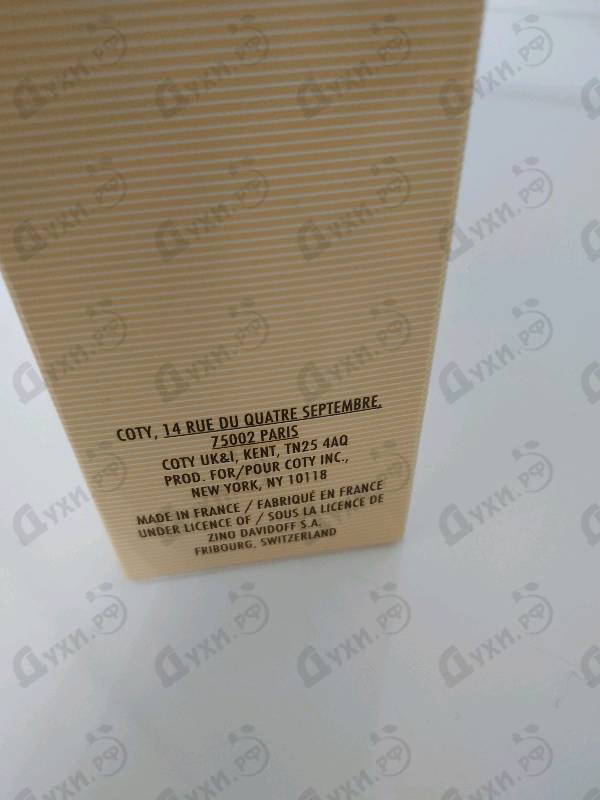 COTY, 14 RUE DU QUATRE SEPTEMBRE,
75002 PARIS
COTY UK&I, KENT, TN25 4AQ
PROD. FOR/POUR COTY INC.,
NEW YORK, NY 10118
MADE IN FRANCE / FABRIQUÉ EN FRANCE
UNDER LICENCE OF / SOUS LA LICENCE DE
ZINO DAVIDOFF S.A.
FRIBOURG, SWITZERLAND
Духи.РФ